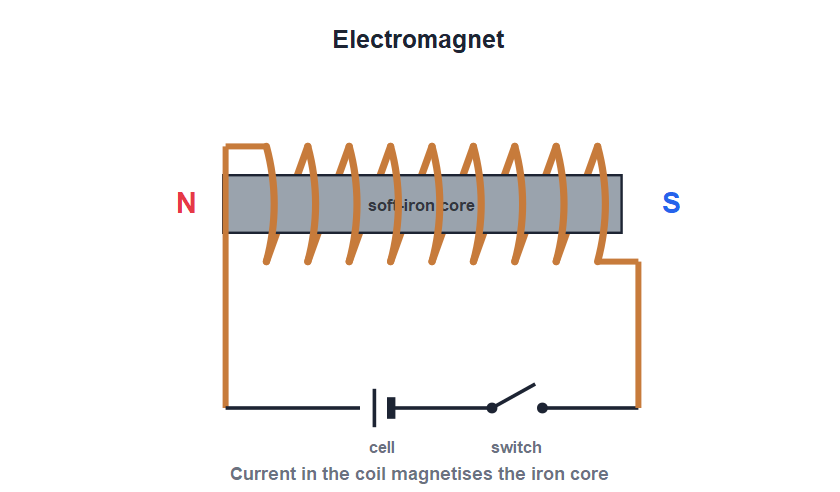 Electromagnet
N
soft-iron core
S
cell
switch
Current in the coil magnetises the iron core